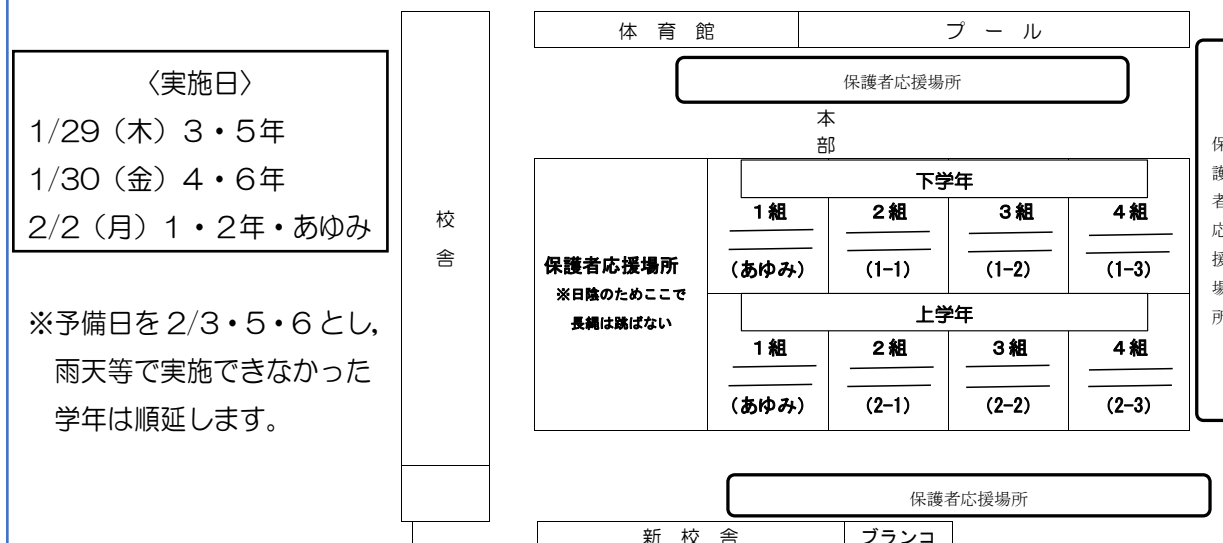 〈実施日〉
1/29（木）3・5年
1/30（金）4・6年
2/2（月）1・2年・あゆみ
※予備日を2/3・5・6とし，
雨天等で実施できなかった
学年は順延します。
校
舎
体 育 館
プ ー ル
保護者応援場所
本
部
保護者応援場所
※日陰のためここで
長縄は跳ばない
下学年
1組 2組 3組 4組
(あゆみ) (1-1) (1-2) (1-3)
上学年
1組 2組 3組 4組
(あゆみ) (2-1) (2-2) (2-3)
保
護
者
応
援
場
所
保護者応援場所
新 校 舎
ブランコ